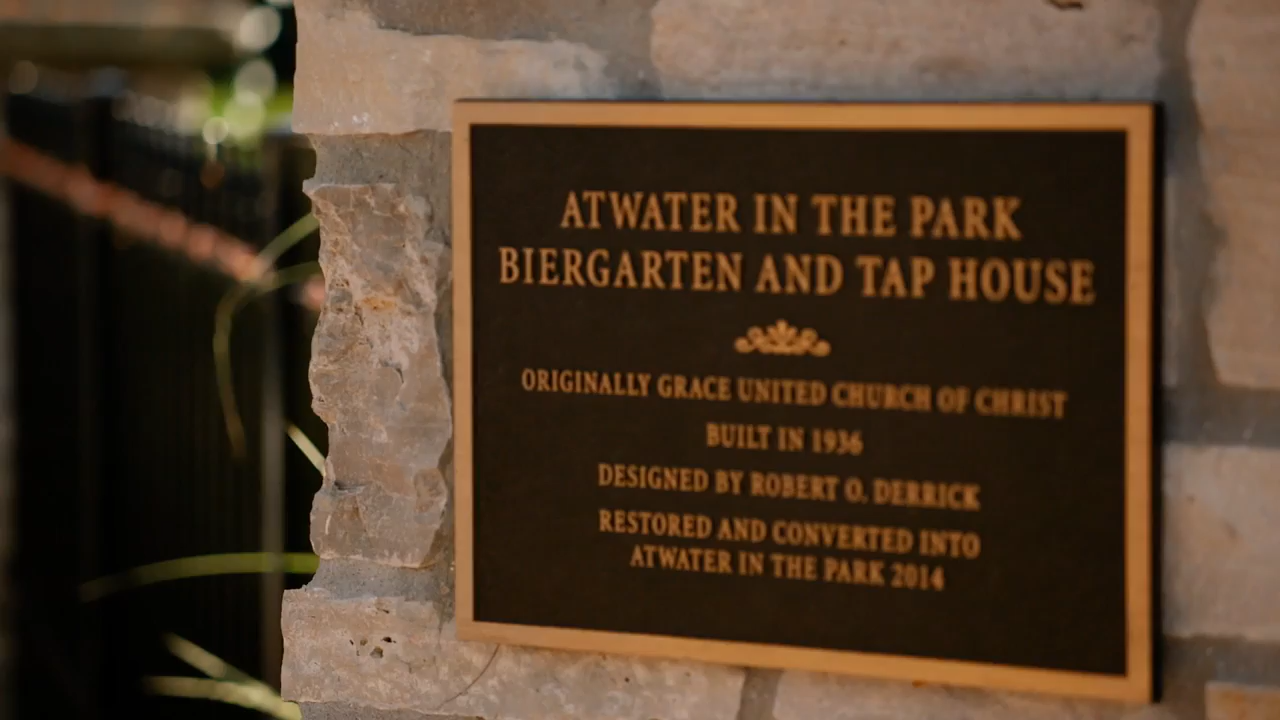 ATWATER IN THE PARK
BIERGARTEN AND TAP HOUSE
ORIGINALLY GRACE UNITED CHURCH OF CHRIST
BUILT IN 1936
DESIGNED BY ROBERT O. DERRICK
RESTORED AND CONVERTED INTO
ATWATER IN THE PARK 2014